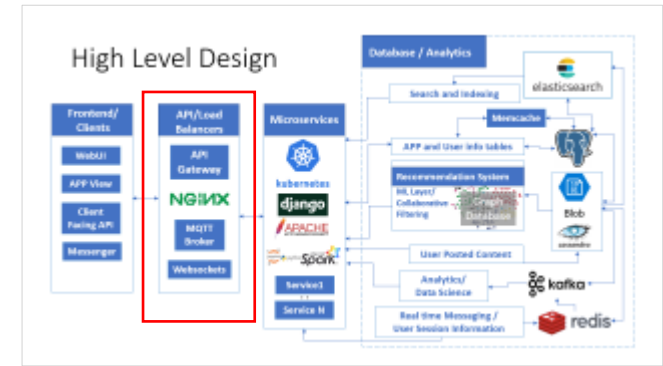 High Level Design
Frontend/
Clients
WebUI
APP View
Client
Facing API
Messenger
API/Load
Balancers
API
Gateway
NGINX
MQTT
Broker
Websockets
Microservices
kubernetes
django
APACHE
Spark
Service1
Service N
Database / Analytics
elasticsearch
Search and Indexing
Memcache
APP and User info tables
Recommendation System
ML Layer/
Collaborative
Filtering
Graph
Database
Blob
cassandra
User Posted Content
Analytics/
Data Science
kafka
Real time Messaging /
User Session Information
redis